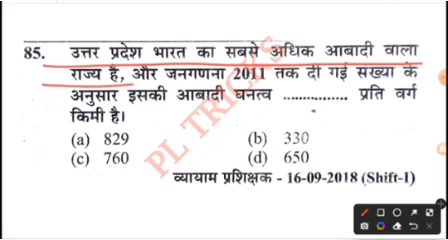 85. उत्तर प्रदेश भारत का सबसे अधिक आबादी वाला
राज्य है, और जनगणना 2011 तक दी गई संख्या के
अनुसार इसकी आबादी घनत्व ............... प्रति वर्ग
किमी है।
(a) 829 (b) 330
(c) 760 (d) 650
व्यायाम प्रशिक्षक - 16-09-2018 (Shift-I)
PL TRICKS